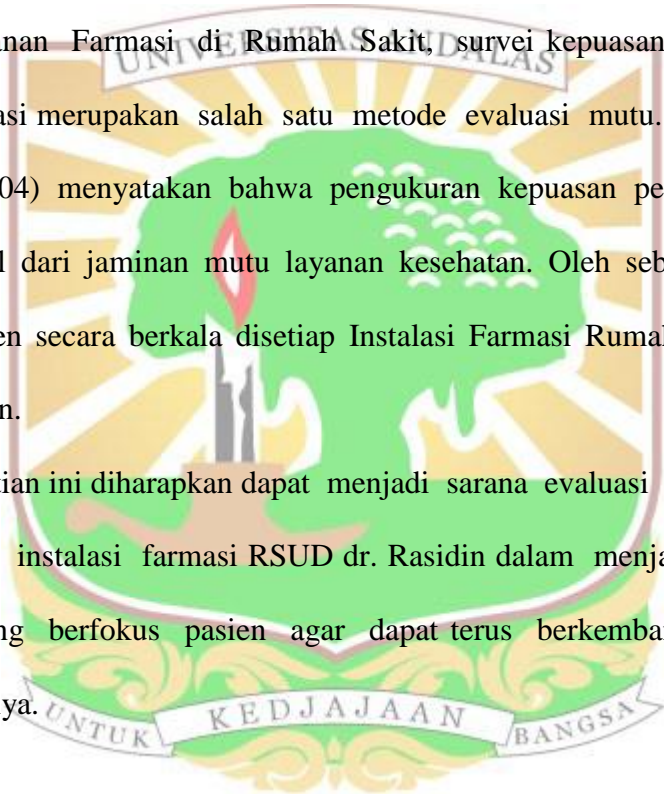 anan Farmasi di Rumah Sakit, survei kepuasan
UNIVERSITAS ANDALAS
asi merupakan salah satu metode evaluasi mutu.
04) menyatakan bahwa pengukuran kepuasan pe
l dari jaminan mutu layanan kesehatan. Oleh seb
en secara berkala disetiap Instalasi Farmasi Rumal
n.
tian ini diharapkan dapat menjadi sarana evaluasi
instalasi farmasi RSUD dr. Rasidin dalam menja
ng berfokus pasien agar dapat terus berkemba
ya.
UNTUK KEDJAJAAN BANGSA